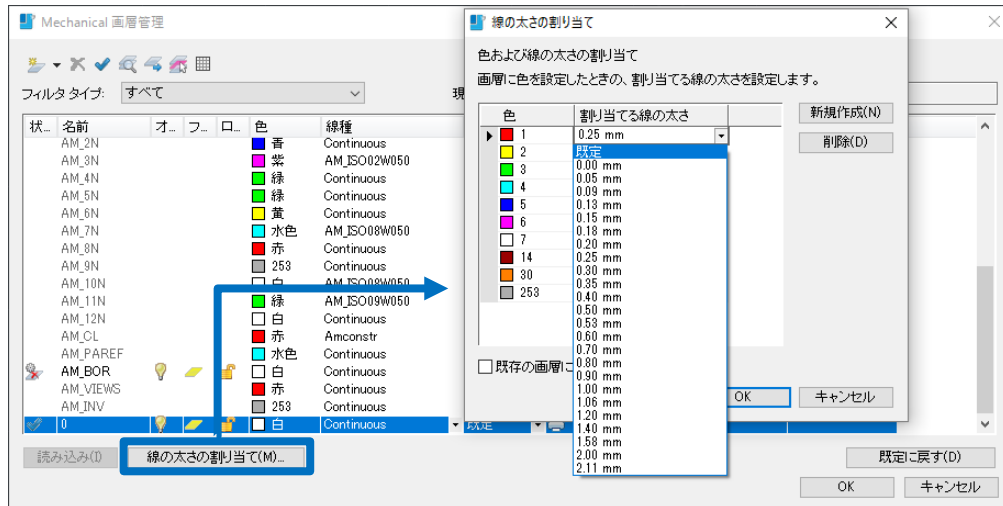 Mechanical 画層管理
フィルタ タイプ: すべて
現
状... 名前 オ... フ... ロ... 色 線種
AM_2N 青 Continuous
AM_3N 紫 AM_ISO02W050
AM_4N 緑 Continuous
AM_5N 緑 Continuous
AM_6N 黄 Continuous
AM_7N 水色 AM_ISO08W050
AM_8N 赤 Continuous
AM_9N 253 Continuous
AM_10N 白 AM_ISO08W050
AM_11N 緑 AM_ISO09W050
AM_12N 白 Continuous
AM_CL 赤 Amconstr
AM_PAREF 水色 Continuous
AM_BOR 白 Continuous
AM_VIEWS 赤 Continuous
AM_INV 253 Continuous
0 白 Continuous 既定
読み込み(I) 線の太さの割り当て(M)... 既定に戻す(D)
OK キャンセル
線の太さの割り当て
色および線の太さの割り当て
画層に色を設定したときの、割り当てる線の太さを設定します。
色 割り当てる線の太さ
1 0.25 mm
2
3
4
5
6
7
14
30
253
既定
0.00 mm
0.05 mm
0.09 mm
0.13 mm
0.15 mm
0.18 mm
0.20 mm
0.25 mm
0.30 mm
0.35 mm
0.40 mm
0.50 mm
0.53 mm
0.60 mm
0.70 mm
0.80 mm
0.90 mm
1.00 mm
1.06 mm
1.20 mm
1.40 mm
1.58 mm
2.00 mm
2.11 mm
新規作成(N)
削除(D)
既存の画層に
OK キャンセル